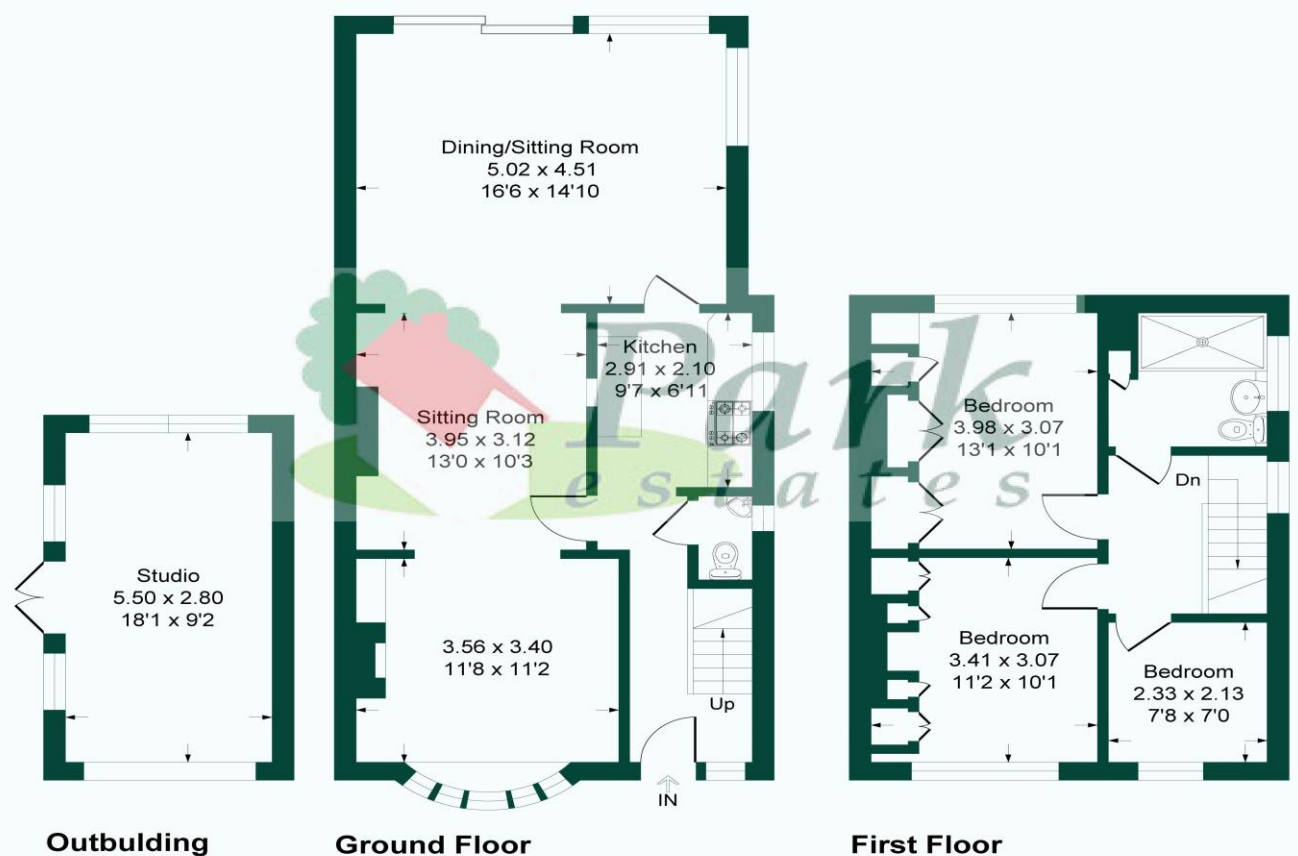 Dining/Sitting Room
5.02 x 4.51
16'6 x 14'10
Kitchen
2.91 x 2.10
9'7 x 6'11
Park
estates
Sitting Room
3.95 x 3.12
13'0 x 10'3
Bedroom
3.98 x 3.07
13'1 x 10'1
Dn
Studio
5.50 x 2.80
18'1 x 9'2
3.56 x 3.40
11'8 x 11'2
Up
IN
Bedroom
3.41 x 3.07
11'2 x 10'1
Bedroom
2.33 x 2.13
7'8 x 7'0
Outbulding
Ground Floor
First Floor